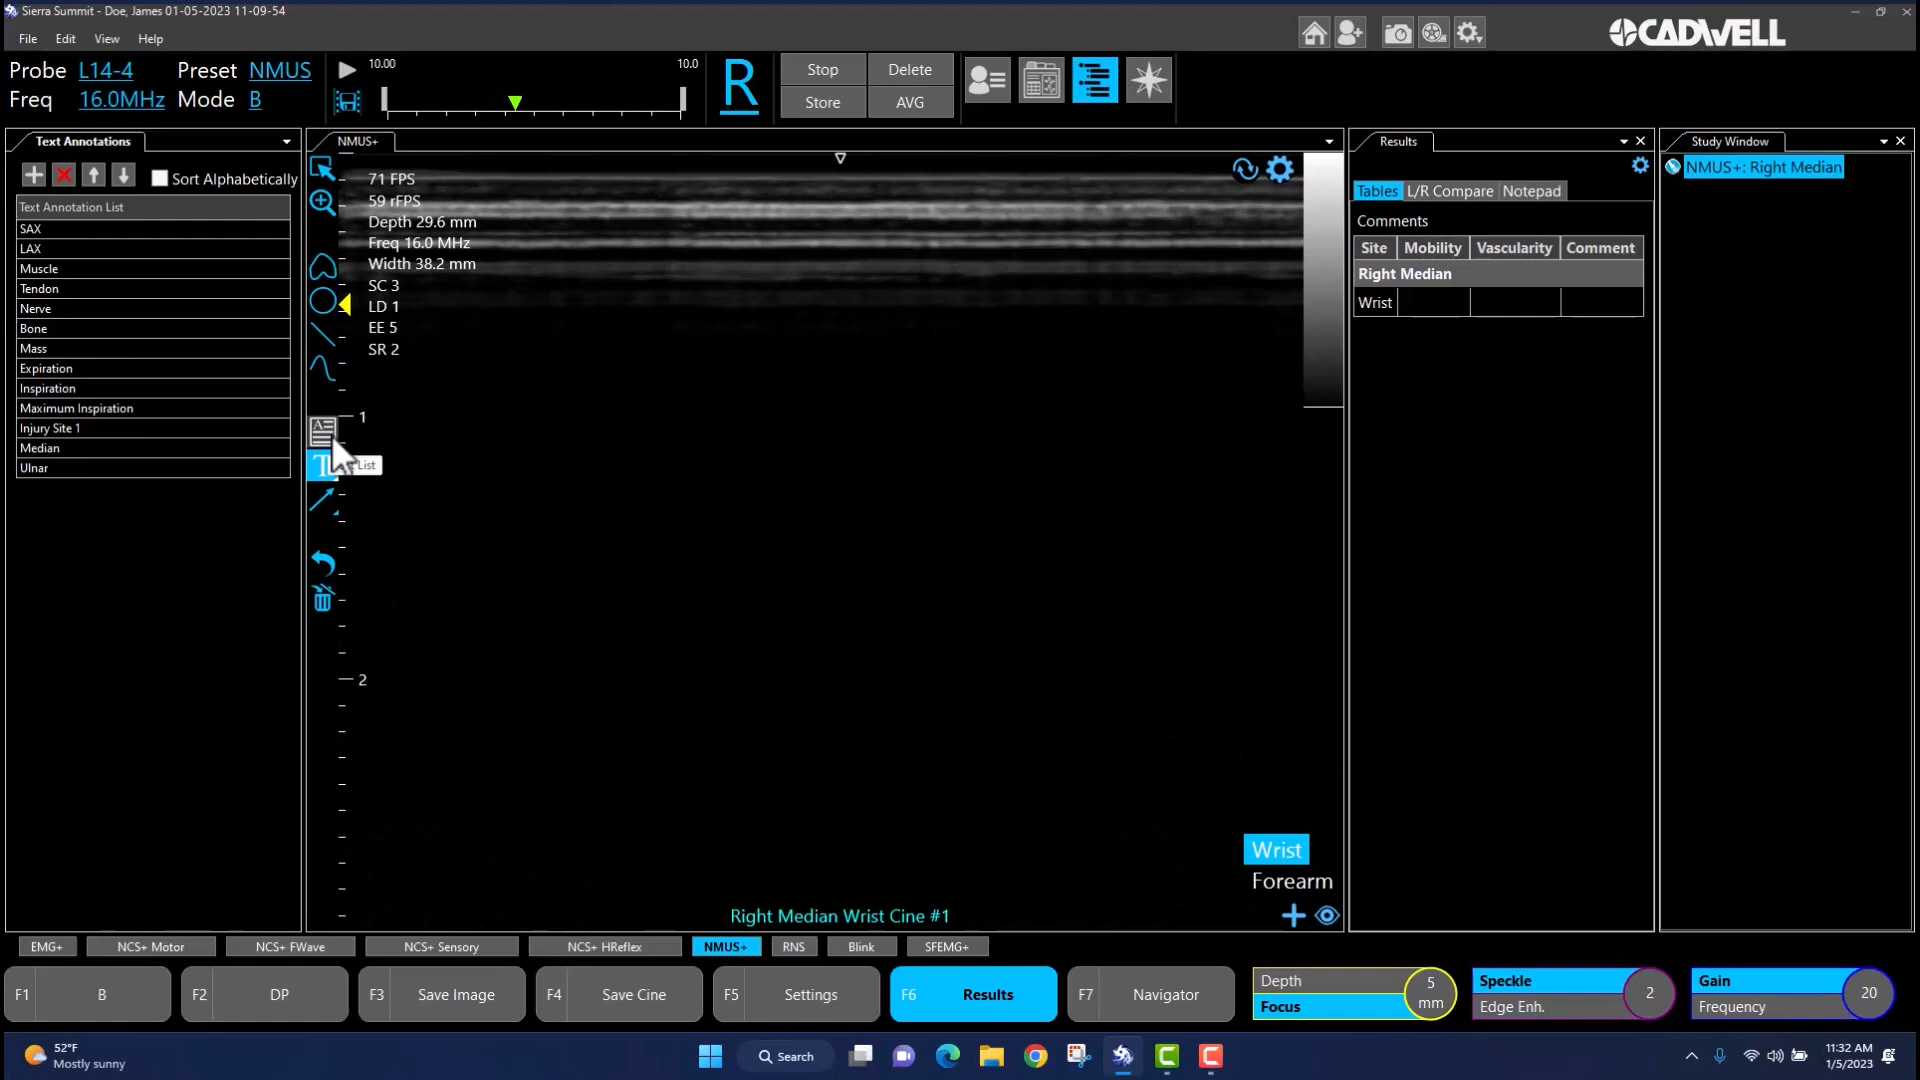 Sierra Summit - Doe, James 01-05-2023 11-09-54
File Edit View Help
CADWELL
Probe L14-4 Preset NMUS
Freq 16.0MHz Mode B
10.00 10.0
R
Stop Delete
Store AVG
Text Annotations
Sort Alphabetically
Text Annotation List
SAX
LAX
Muscle
Tendon
Nerve
Bone
Mass
Expiration
Inspiration
Maximum Inspiration
Injury Site 1
Median
Ulnar
NMUS+
71 FPS
59 rFPS
Depth 29.6 mm
Freq 16.0 MHz
Width 38.2 mm
SC 3
LD 1
EE 5
SR 2
1
List
2
Wrist
Forearm
Right Median Wrist Cine #1
Results
Tables L/R Compare Notepad
Comments
Site Mobility Vascularity Comment
Right Median
Wrist
Study Window
NMUS+: Right Median
EMG+ NCS+ Motor NCS+ FWave NCS+ Sensory NCS+ HReflex NMUS+ RNS Blink SFEMG+
F1 B F2 DP F3 Save Image F4 Save Cine F5 Settings F6 Results F7 Navigator
Depth
Focus
5
mm
Speckle
Edge Enh.
2
Gain
Frequency
20
52°F
Mostly sunny
Search
11:32 AM
1/5/2023